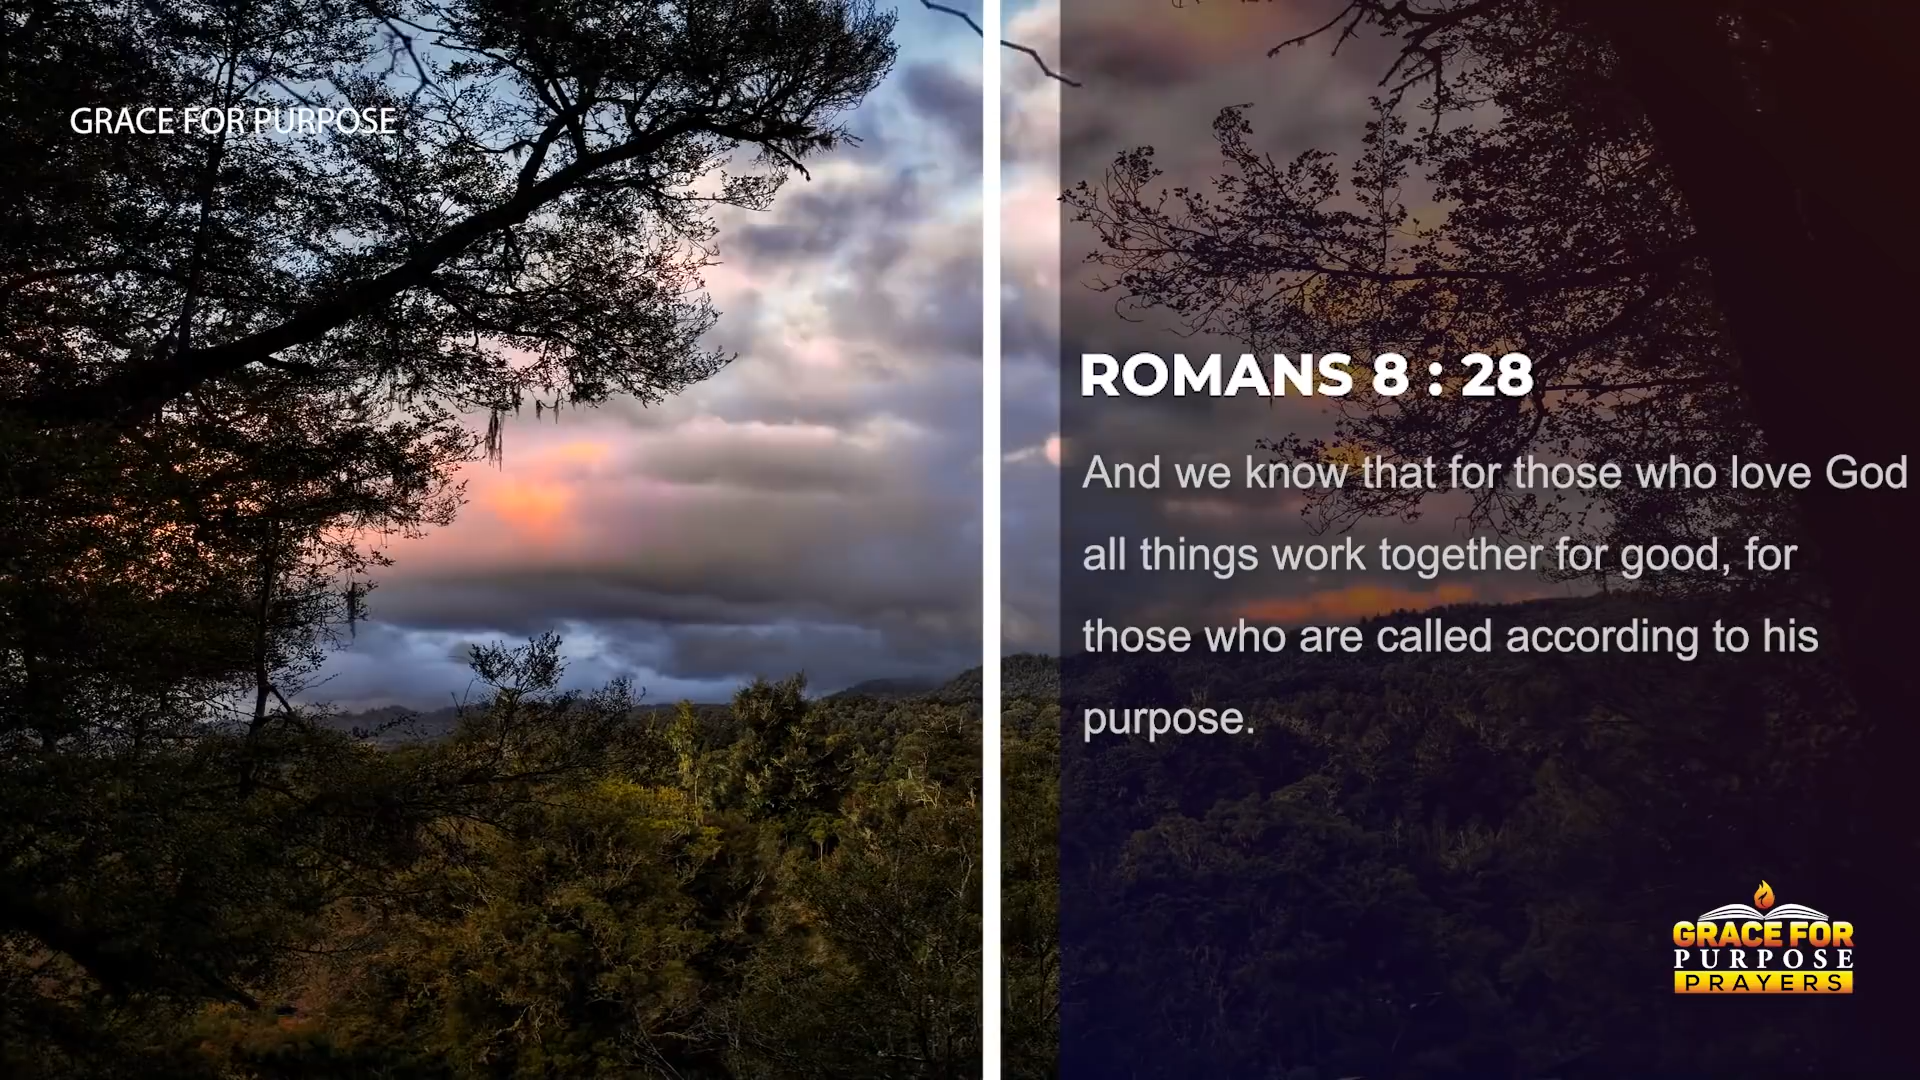 GRACE FOR PURPOSE
ROMANS 8 : 28
And we know that for those who love God
all things work together for good, for
those who are called according to his
purpose.
GRACE FOR
PURPOSE
PRAYERS